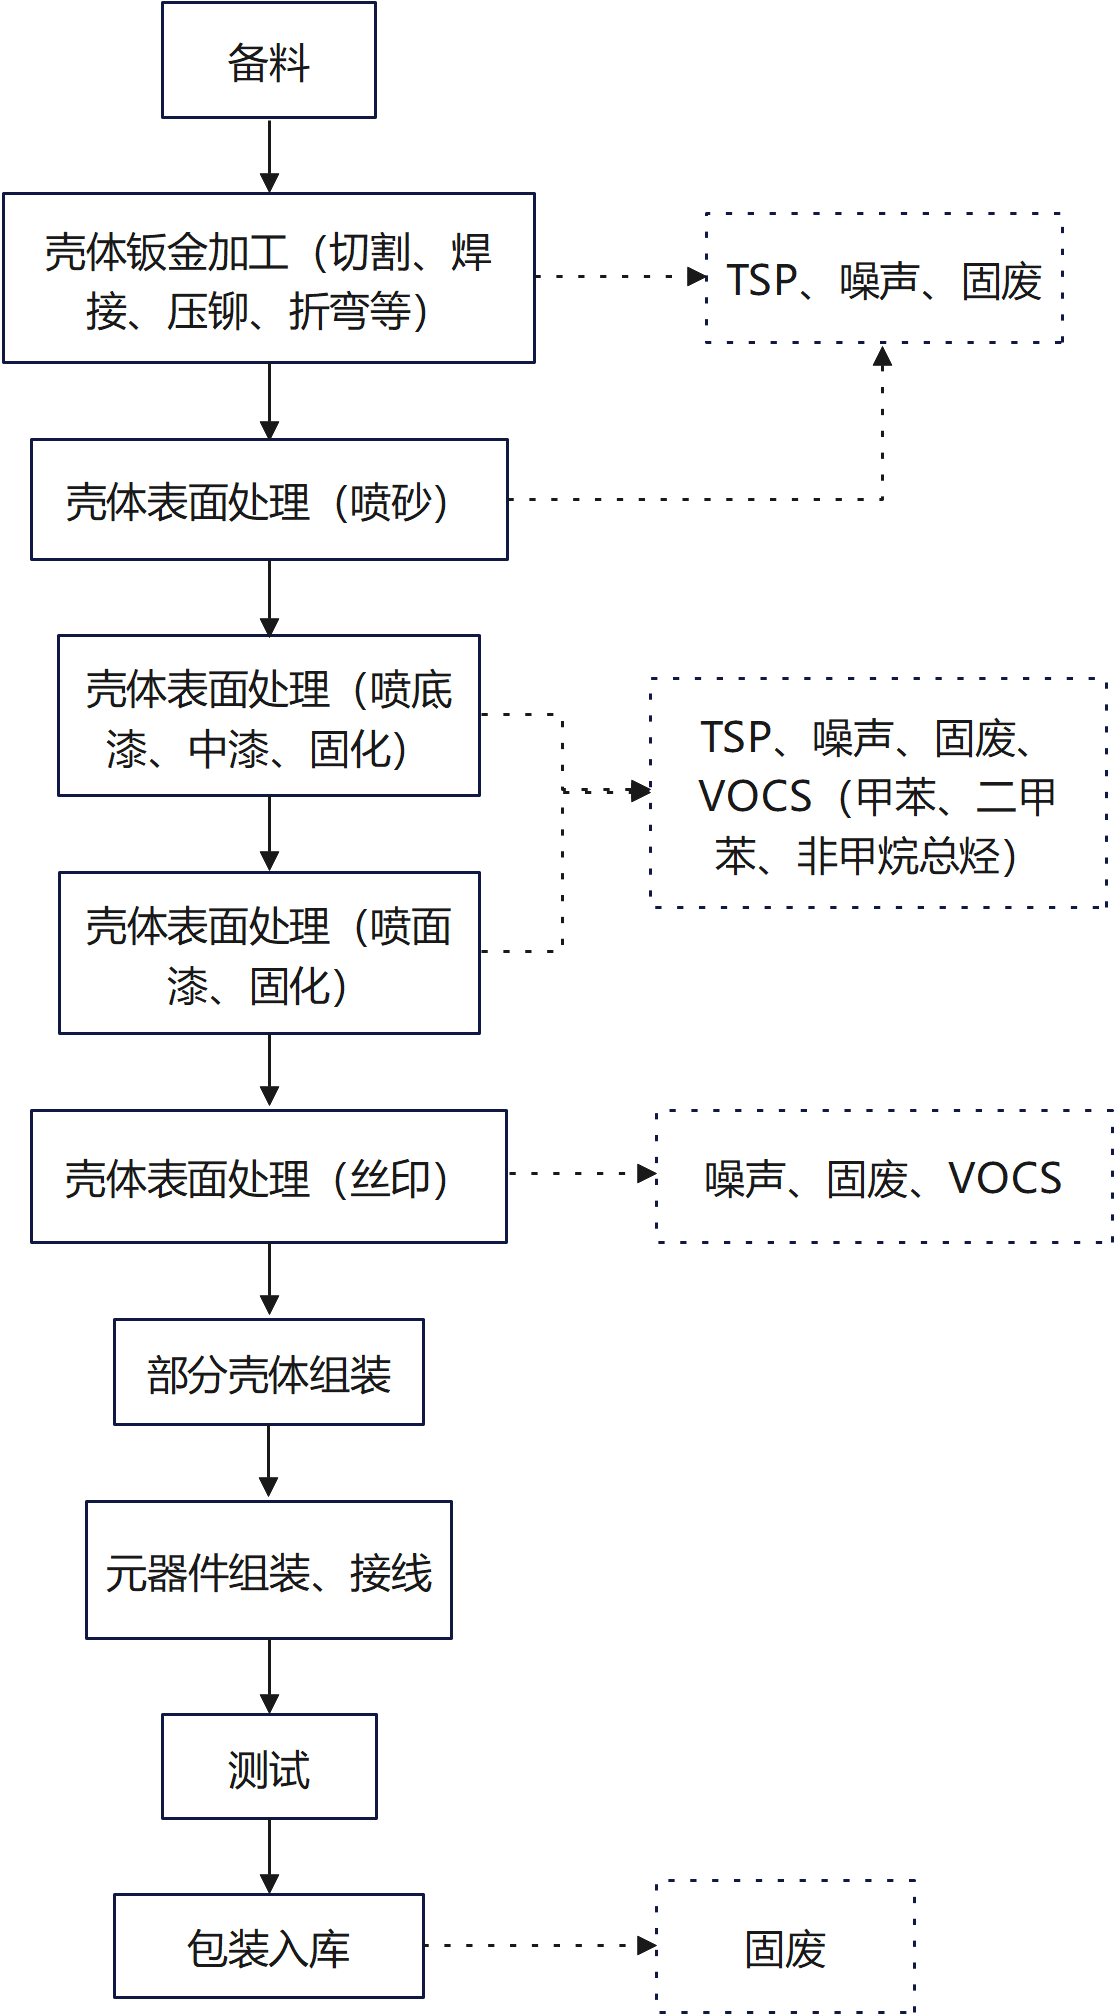 备料
壳体钣金加工（切割、焊
接、压铆、折弯等）
TSP、噪声、固废
壳体表面处理（喷砂）
壳体表面处理（喷底
漆、中漆、固化）
TSP、噪声、固废、
VOCS（甲苯、二甲
苯、非甲烷总烃）
壳体表面处理（喷面
漆、固化）
壳体表面处理（丝印）
噪声、固废、VOCS
部分壳体组装
元器件组装、接线
测试
包装入库
固废